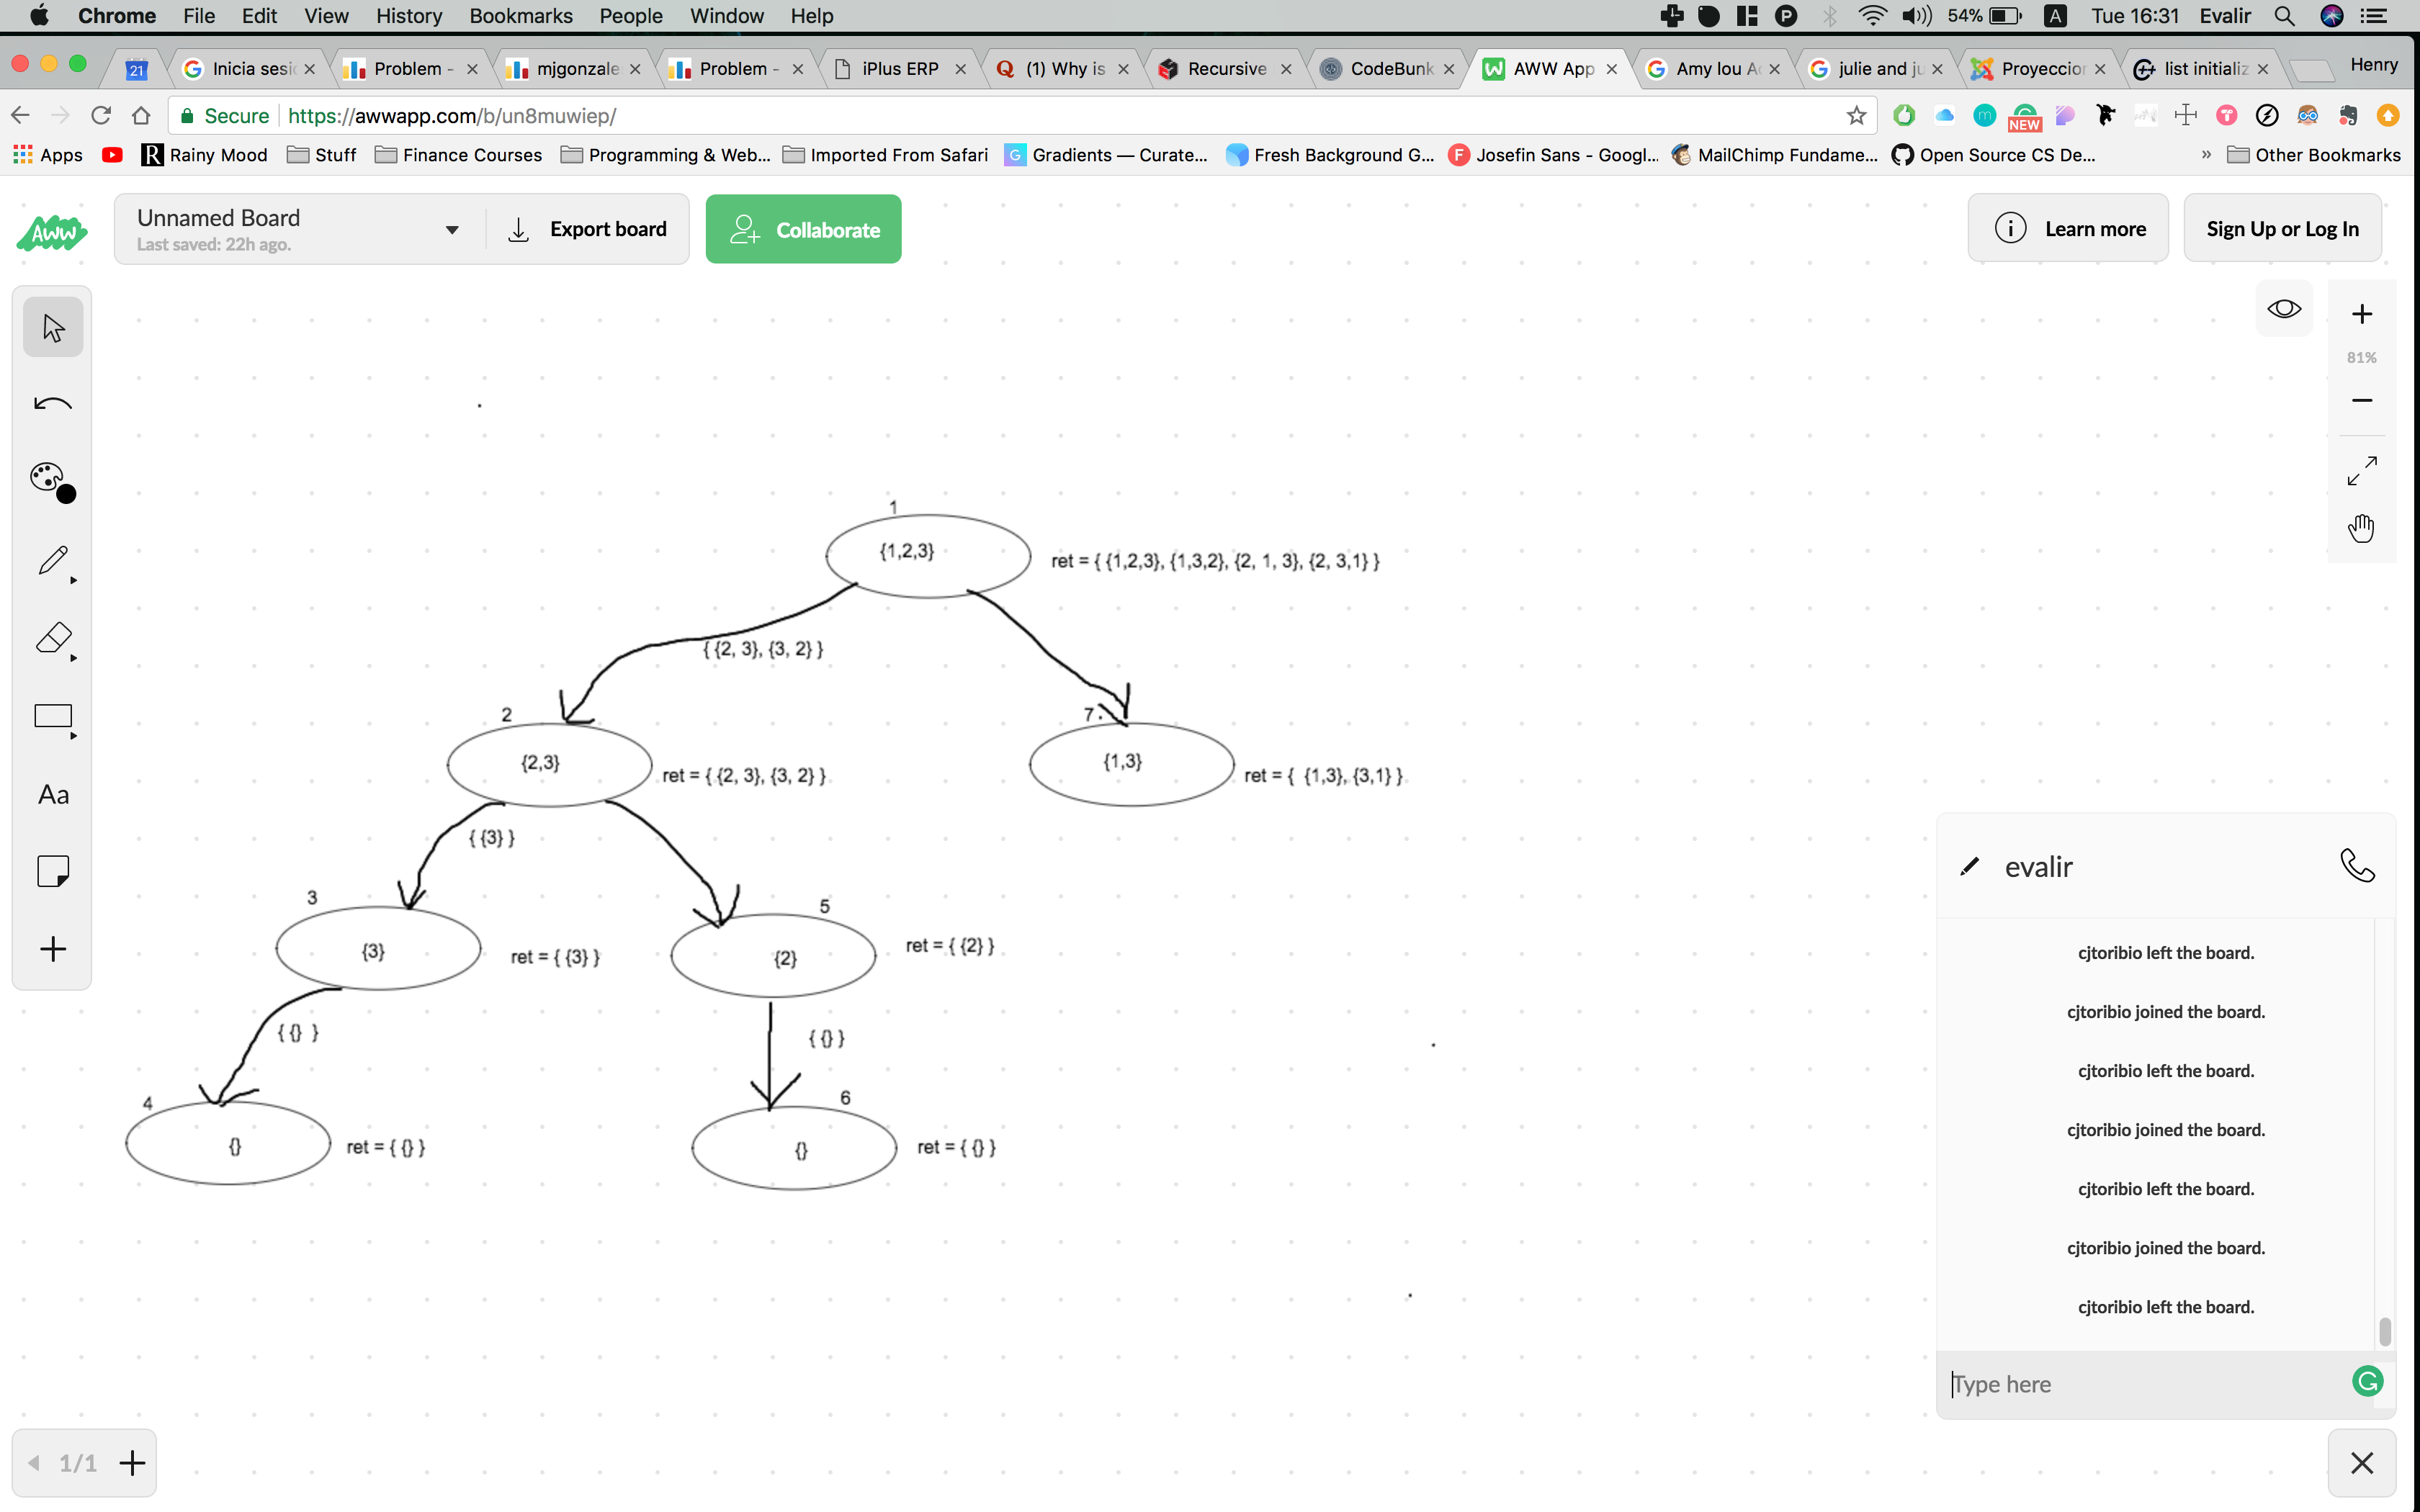 Chrome File Edit View History Bookmarks People Window Help 54% A Tue 16:31 Evalir
21 Inicia sesi Problem - mjgonzale Problem - iPlus ERP (1) Why is Recursive CodeBunk AWW App Amy lou A julie and ju Proyeccior list initializ Henry
Secure https://awwapp.com/b/un8muwiep/ NEW
Apps Rainy Mood Stuff Finance Courses Programming & Web... Imported From Safari Gradients — Curate... Fresh Background G... Josefin Sans - Googl... MailChimp Fundame... Open Source CS De... » Other Bookmarks
AWW
Unnamed Board
Last saved: 22h ago.
Export board
Collaborate
Learn more
Sign Up or Log In
81%
Aa
1
{1,2,3}
ret = { {1,2,3}, {1,3,2}, {2, 1, 3}, {2, 3,1} }
{ {2, 3}, {3, 2} }
2
{2,3}
ret = { {2, 3}, {3, 2} }
7.
{1,3}
ret = { {1,3}, {3,1} }
{ {3} }
3
{3}
ret = { {3} }
5
{2}
ret = { {2} }
{ {} }
{ {} }
4
{}
ret = { {} }
6
{}
ret = { {} }
evalir
cjtoribio left the board.
cjtoribio joined the board.
cjtoribio left the board.
cjtoribio joined the board.
cjtoribio left the board.
cjtoribio joined the board.
cjtoribio left the board.
Type here
1/1